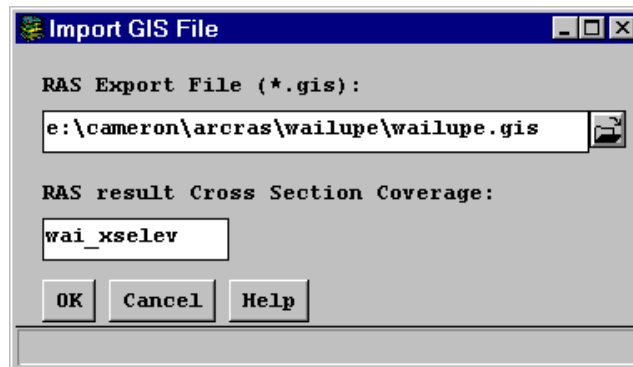 Import GIS File
RAS Export File (*.gis):
e:\cameron\arcras\wailupe\wailupe.gis
RAS result Cross Section Coverage:
wai_xselev
OK Cancel Help